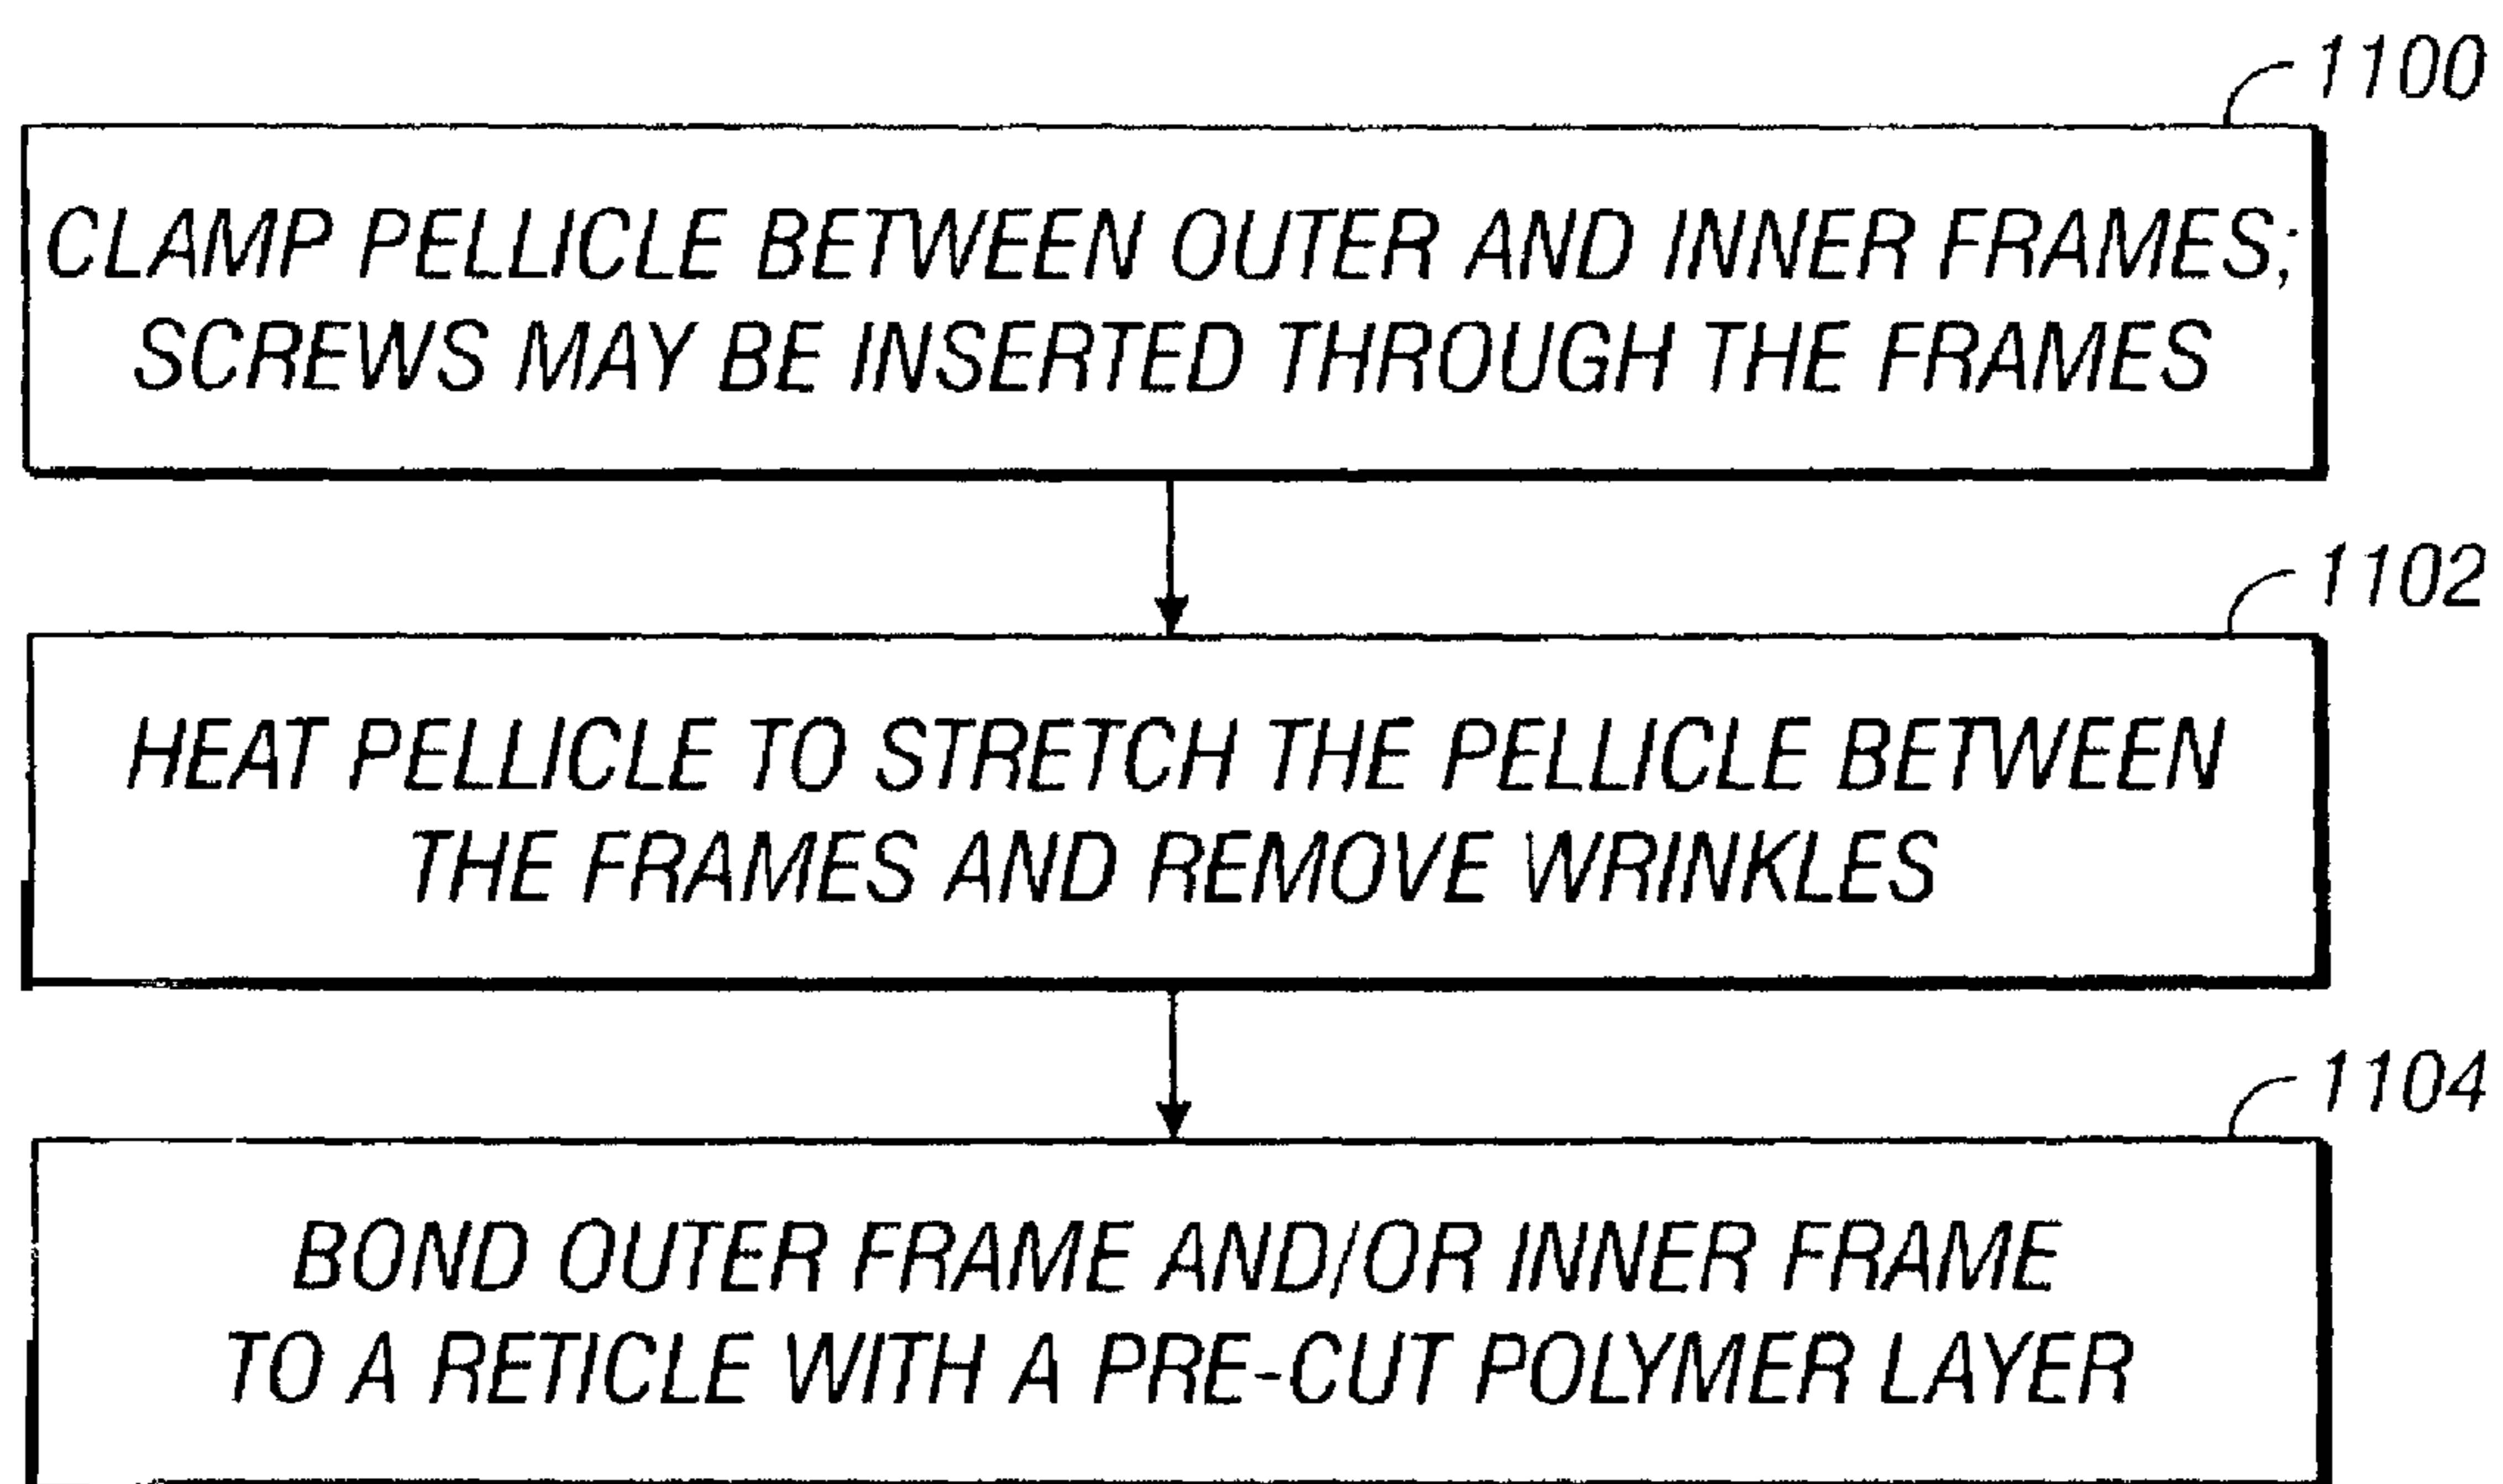 1100
CLAMP PELLICLE BETWEEN OUTER AND INNER FRAMES;
SCREWS MAY BE INSERTED THROUGH THE FRAMES
1102
HEAT PELLICLE TO STRETCH THE PELLICLE BETWEEN
THE FRAMES AND REMOVE WRINKLES
1104
BOND OUTER FRAME AND/OR INNER FRAME
TO A RETICLE WITH A PRE-CUT POLYMER LAYER